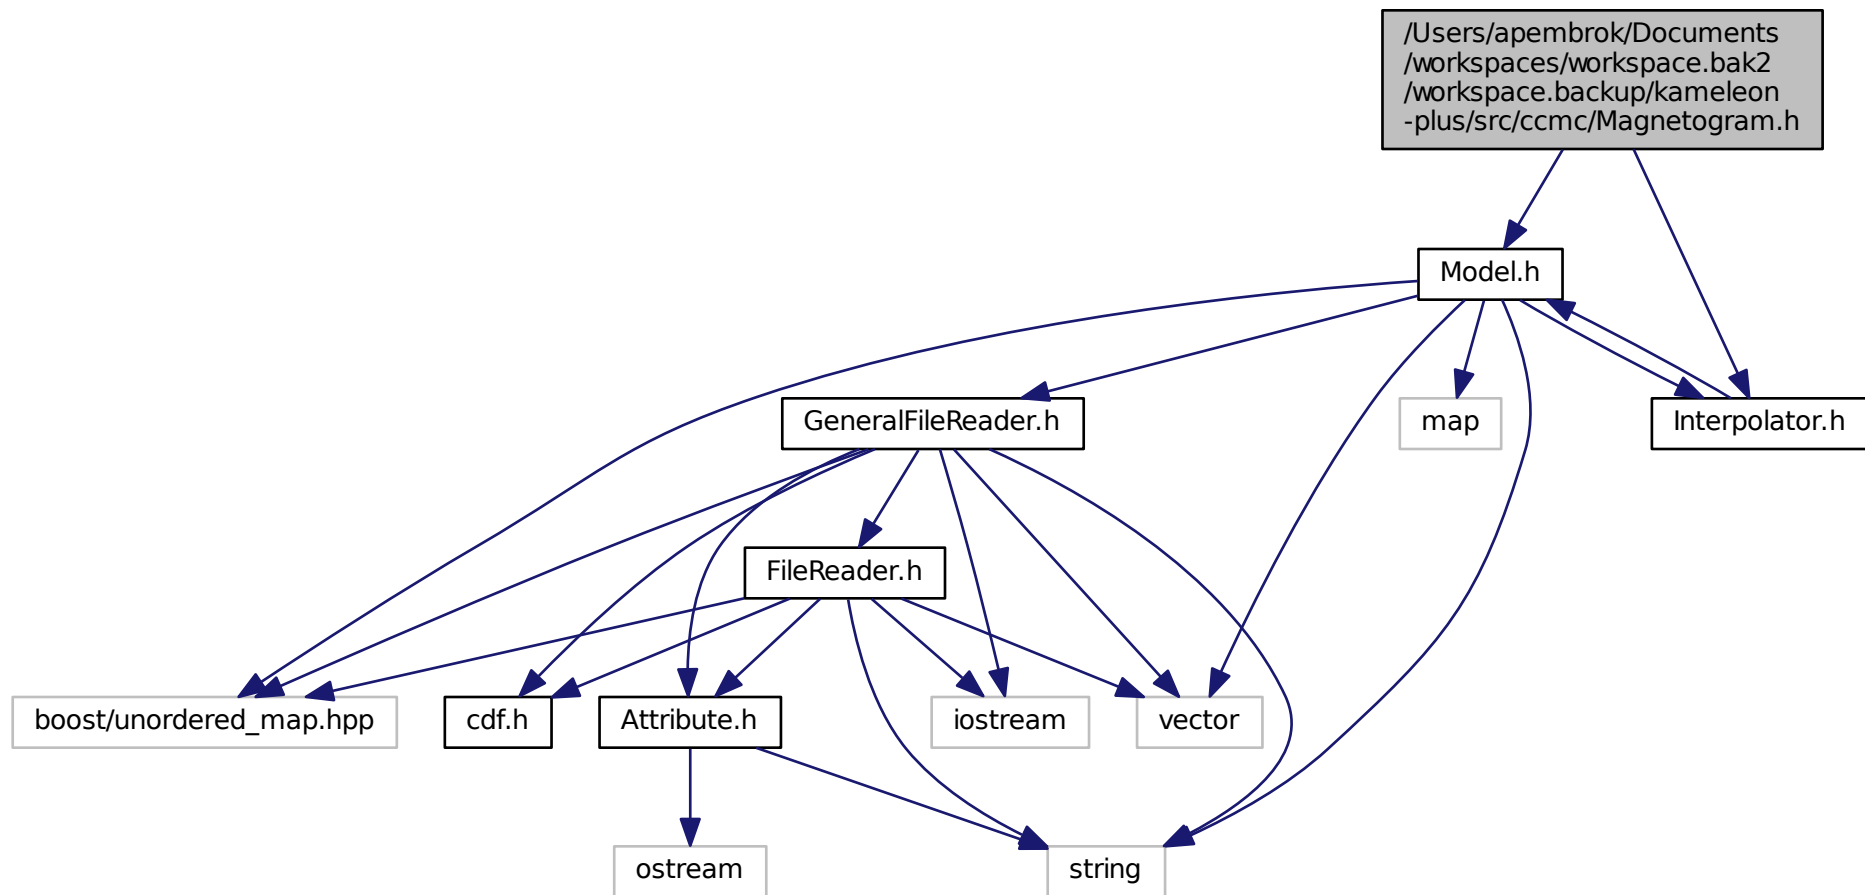 /Users/apembrok/Documents
/workspaces/workspace.bak2
/workspace.backup/kameleon
-plus/src/ccmc/Magnetogram.h
Model.h
GeneralFileReader.h
map
Interpolator.h
FileReader.h
boost/unordered_map.hpp
cdf.h
Attribute.h
iostream
vector
ostream
string